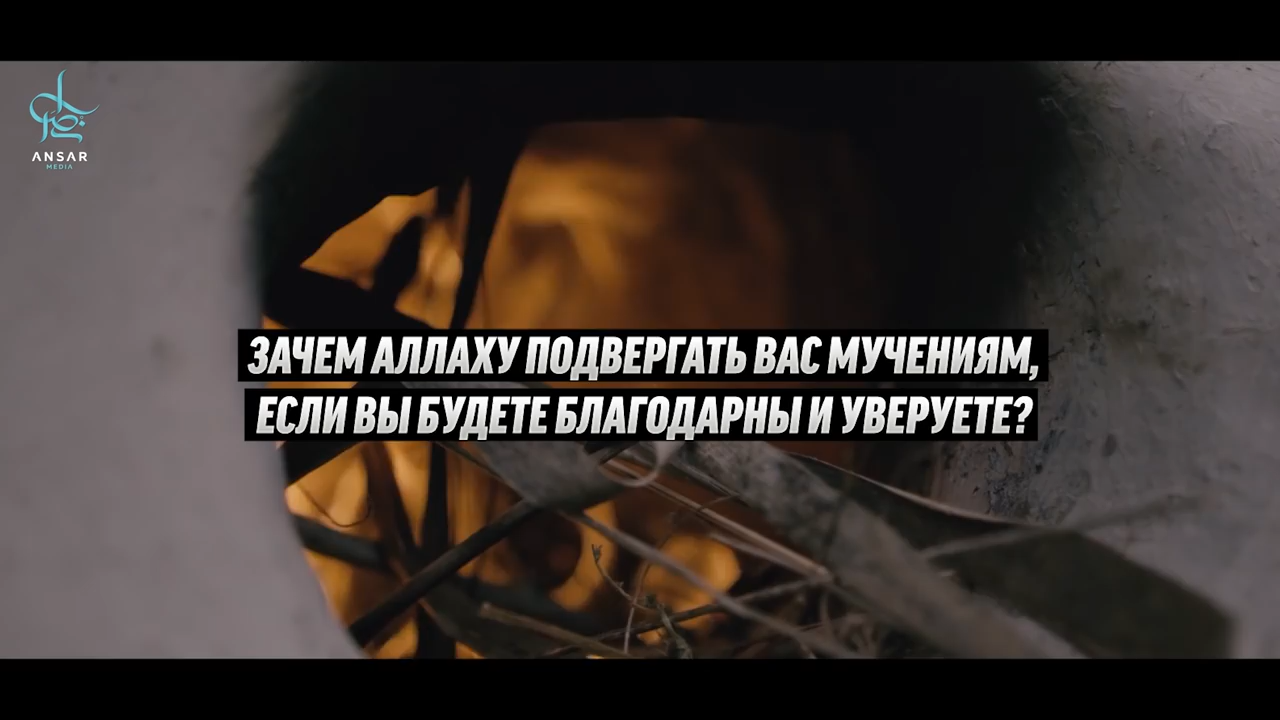 ANSAR
MEDIA
ЗАЧЕМ АЛЛАХУ ПОДВЕРГАТЬ ВАС МУЧЕНИЯМ,
ЕСЛИ ВЫ БУДЕТЕ БЛАГОДАРНЫ И УВЕРУЕТЕ?